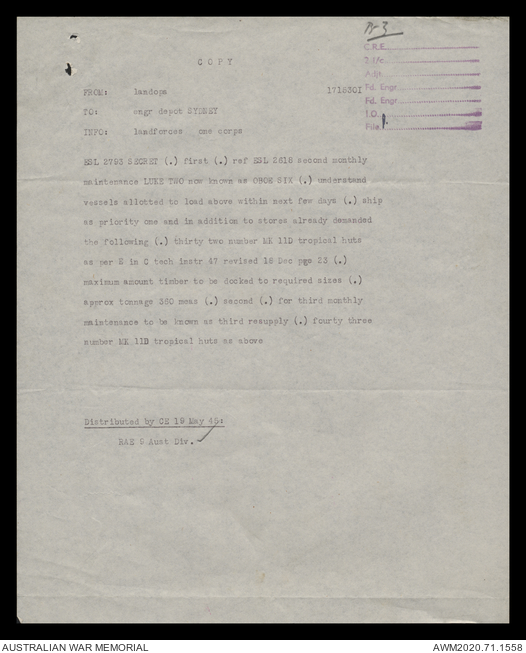 B-3
COPY
C.R.E.
2 i/c
Adjt.
FROM: landops 171830I
Fd. Engr.
Fd. Engr.
TO: engr depot SYDNEY
I.O.
File
INFO: landforces one corps
ESL 2793 SECRET (.) first (.) ref ESL 2618 second monthly
maintenance LUKE TWO now known as OBOE SIX (.) understand
vessels allotted to load above within next few days (.) ship
as priority one and in addition to stores already demanded
the following (.) thirty two number MK 11D tropical huts
as per E in C tech instr 47 revised 18 Dec pge 23 (.)
maximum amount timber to be docked to required sizes (.)
approx tonnage 380 meas (.) second (.) for third monthly
maintenance to be known as third resupply (.) fourty three
number MK 11D tropical huts as above
Distributed by CE 19 May 45:
RAE 9 Aust Div.
AUSTRALIAN WAR MEMORIAL
AWM2020.71.1558